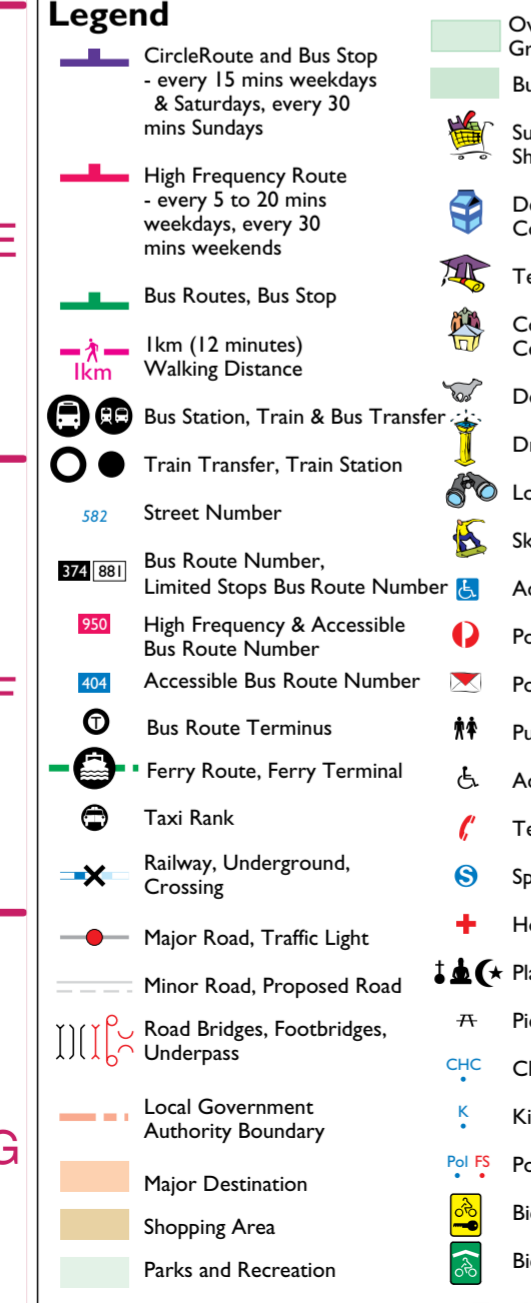 Legend
CircleRoute and Bus Stop
- every 15 mins weekdays
& Saturdays, every 30
mins Sundays
High Frequency Route
- every 5 to 20 mins
weekdays, every 30
mins weekends
Bus Routes, Bus Stop
1km
1km (12 minutes)
Walking Distance
Bus Station, Train & Bus Transfer
Train Transfer, Train Station
582 Street Number
374 881
Bus Route Number,
Limited Stops Bus Route Number
950
High Frequency & Accessible
Bus Route Number
404 Accessible Bus Route Number
T Bus Route Terminus
Ferry Route, Ferry Terminal
Taxi Rank
Railway, Underground,
Crossing
Major Road, Traffic Light
Minor Road, Proposed Road
Road Bridges, Footbridges,
Underpass
Local Government
Authority Boundary
Major Destination
Shopping Area
Parks and Recreation
E
F
G
S
CHC
K
Pol FS